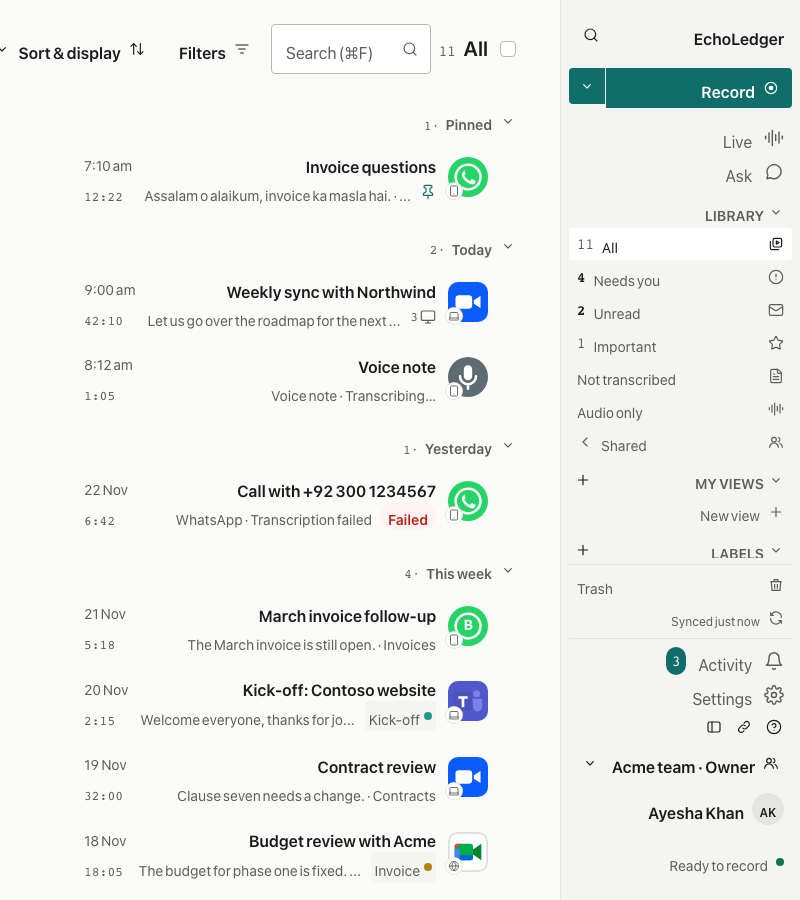 EchoLedger
Record
Live
Ask
LIBRARY
All 11
Needs you 4
Unread 2
Important 1
Not transcribed
Audio only
Shared
MY VIEWS
New view
LABELS
Trash
Synced just now
Activity 3
Settings
Acme team · Owner
AK Ayesha Khan
Ready to record
All 11
Search (⌘F)
Filters
Sort & display
Pinned · 1
Invoice questions 7:10 am
Assalam o alaikum, invoice ka masla hai. · ... 12:22
Today · 2
Weekly sync with Northwind 9:00 am
3 Let us go over the roadmap for the next ... 42:10
Voice note 8:12 am
Voice note · Transcribing... 1:05
Yesterday · 1
Call with +92 300 1234567 22 Nov
Failed WhatsApp · Transcription failed 6:42
This week · 4
B
March invoice follow-up 21 Nov
The March invoice is still open. · Invoices 5:18
T
Kick-off: Contoso website 20 Nov
Kick-off Welcome everyone, thanks for jo... 2:15
Contract review 19 Nov
Clause seven needs a change. · Contracts 32:00
Budget review with Acme 18 Nov
Invoice The budget for phase one is fixed. ... 18:05